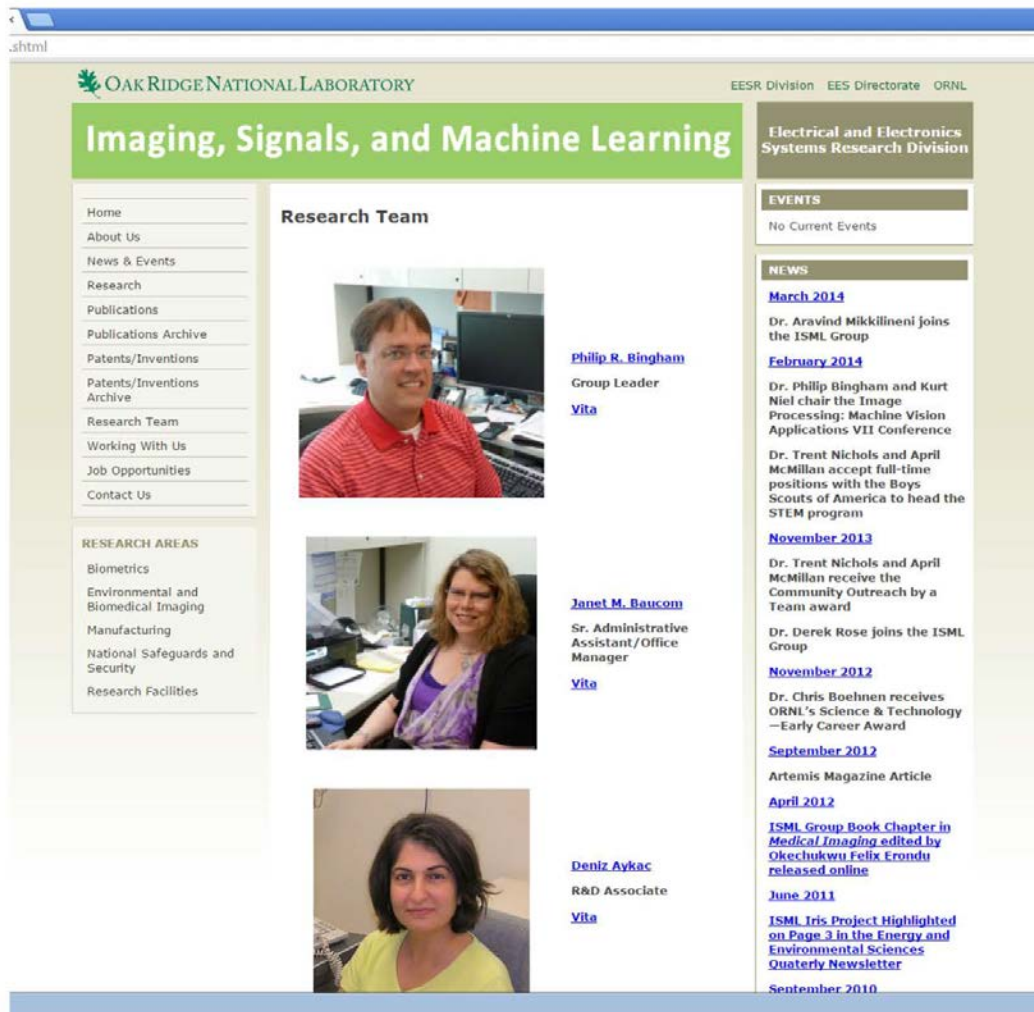 .shtml
OAK RIDGE NATIONAL LABORATORY
EESR Division EES Directorate ORNL
Imaging, Signals, and Machine Learning
Electrical and Electronics
Systems Research Division
Home
About Us
News & Events
Research
Publications
Publications Archive
Patents/Inventions
Patents/Inventions
Archive
Research Team
Working With Us
Job Opportunities
Contact Us
RESEARCH AREAS
Biometrics
Environmental and
Biomedical Imaging
Manufacturing
National Safeguards and
Security
Research Facilities
Research Team
Philip R. Bingham
Group Leader
Vita
Janet M. Baucom
Sr. Administrative
Assistant/Office
Manager
Vita
Deniz Aykac
R&D Associate
Vita
EVENTS
No Current Events
NEWS
March 2014
Dr. Aravind Mikkilineni joins
the ISML Group
February 2014
Dr. Philip Bingham and Kurt
Niel chair the Image
Processing: Machine Vision
Applications VII Conference
Dr. Trent Nichols and April
McMillan accept full-time
positions with the Boys
Scouts of America to head the
STEM program
November 2013
Dr. Trent Nichols and April
McMillan receive the
Community Outreach by a
Team award
Dr. Derek Rose joins the ISML
Group
November 2012
Dr. Chris Boehnen receives
ORNL's Science & Technology
—Early Career Award
September 2012
Artemis Magazine Article
April 2012
ISML Group Book Chapter in
Medical Imaging edited by
Okechukwu Felix Erondu
released online
June 2011
ISML Iris Project Highlighted
on Page 3 in the Energy and
Environmental Sciences
Quaterly Newsletter
September 2010